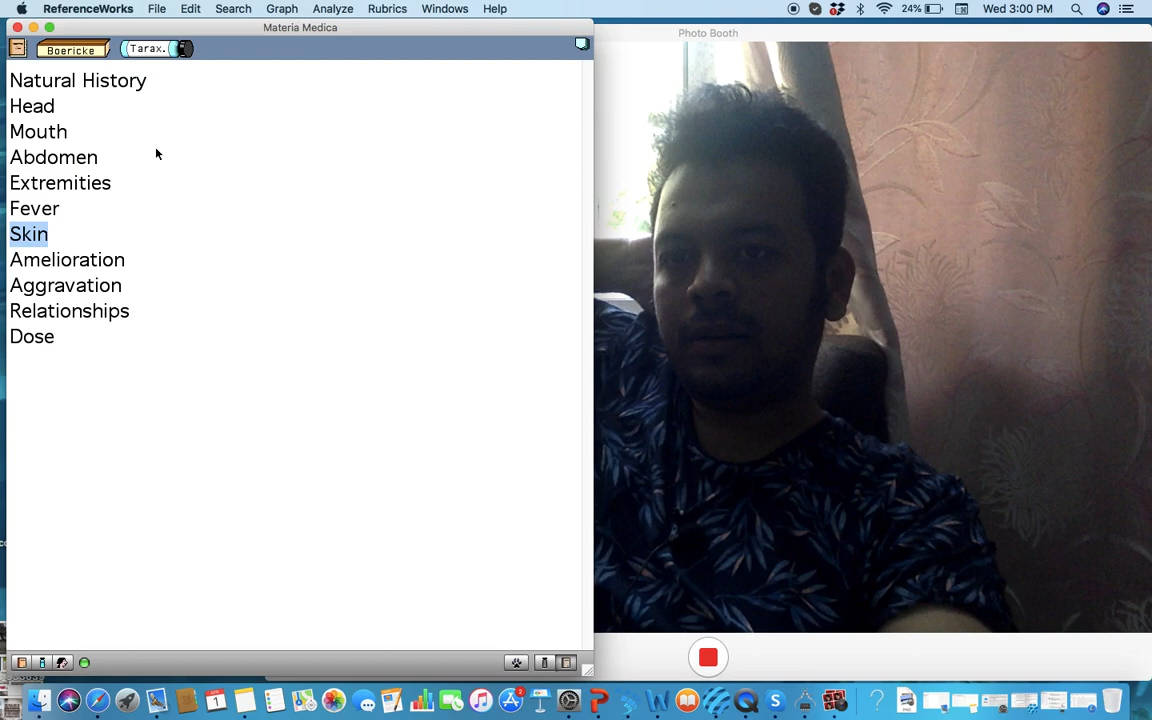 ReferenceWorks File Edit Search Graph Analyze Rubrics Windows Help 24% Wed 3:00 PM
Materia Medica
Photo Booth
Boericke Tarax.
Natural History
Head
Mouth
Abdomen
Extremities
Fever
Skin
Amelioration
Aggravation
Relationships
Dose